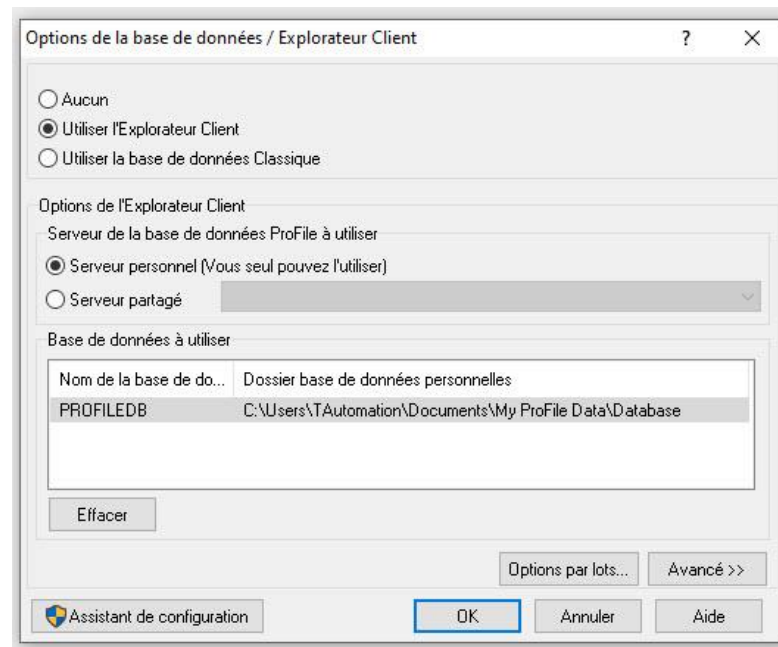 Options de la base de données / Explorateur Client
Aucun
Utiliser l'Explorateur Client
Utiliser la base de données Classique
Options de l'Explorateur Client
Serveur de la base de données ProFile à utiliser
Serveur personnel (Vous seul pouvez l'utiliser)
Serveur partagé
Base de données à utiliser
Nom de la base de do... Dossier base de données personnelles
PROFILEDB C:\Users\TAutomation\Documents\My ProFile Data\Database
Effacer
Options par lots... Avancé >>
Assistant de configuration OK Annuler Aide